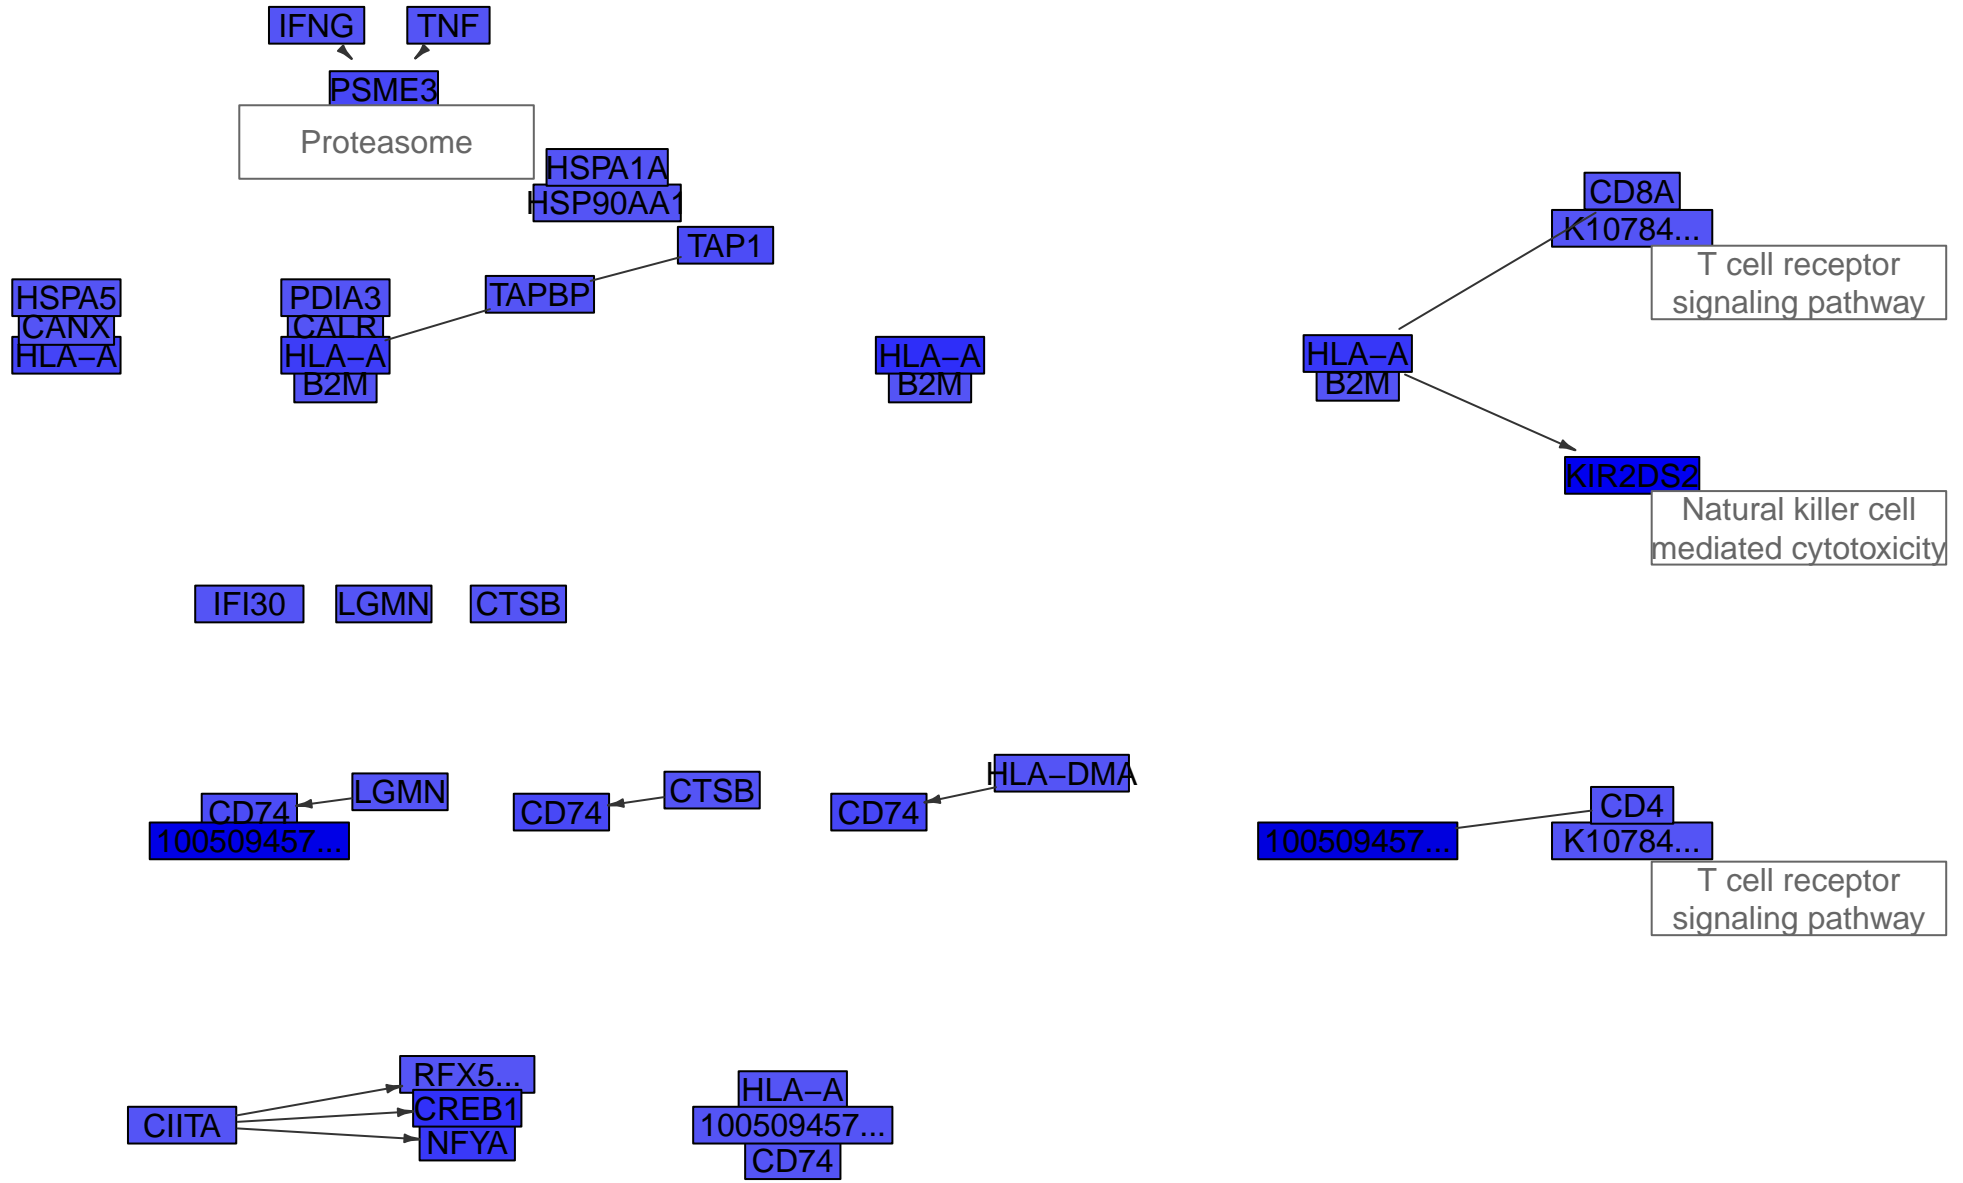 IFNG
TNF
PSME3
Proteasome
HSPA1A
HSP90AA1
TAP1
TAPBP
CD8A
K10784...
T cell receptor
signaling pathway
HSPA5
CANX
HLA−A
PDIA3
CALR
HLA−A
B2M
HLA−A
B2M
HLA−A
B2M
KIR2DS2
Natural killer cell
mediated cytotoxicity
IFI30
LGMN
CTSB
CD74
100509457...
LGMN
CD74
CTSB
CD74
HLA−DMA
100509457...
CD4
K10784...
T cell receptor
signaling pathway
CIITA
RFX5...
CREB1
NFYA
HLA−A
100509457...
CD74